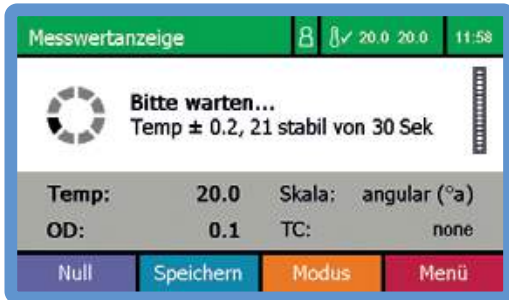 Messwertanzeige 8 20.0 20.0 11:58
Bitte warten...
Temp ± 0.2, 21 stabil von 30 Sek
Temp: 20.0 Skala: angular (°a)
OD: 0.1 TC: none
Null Speichern Modus Menü